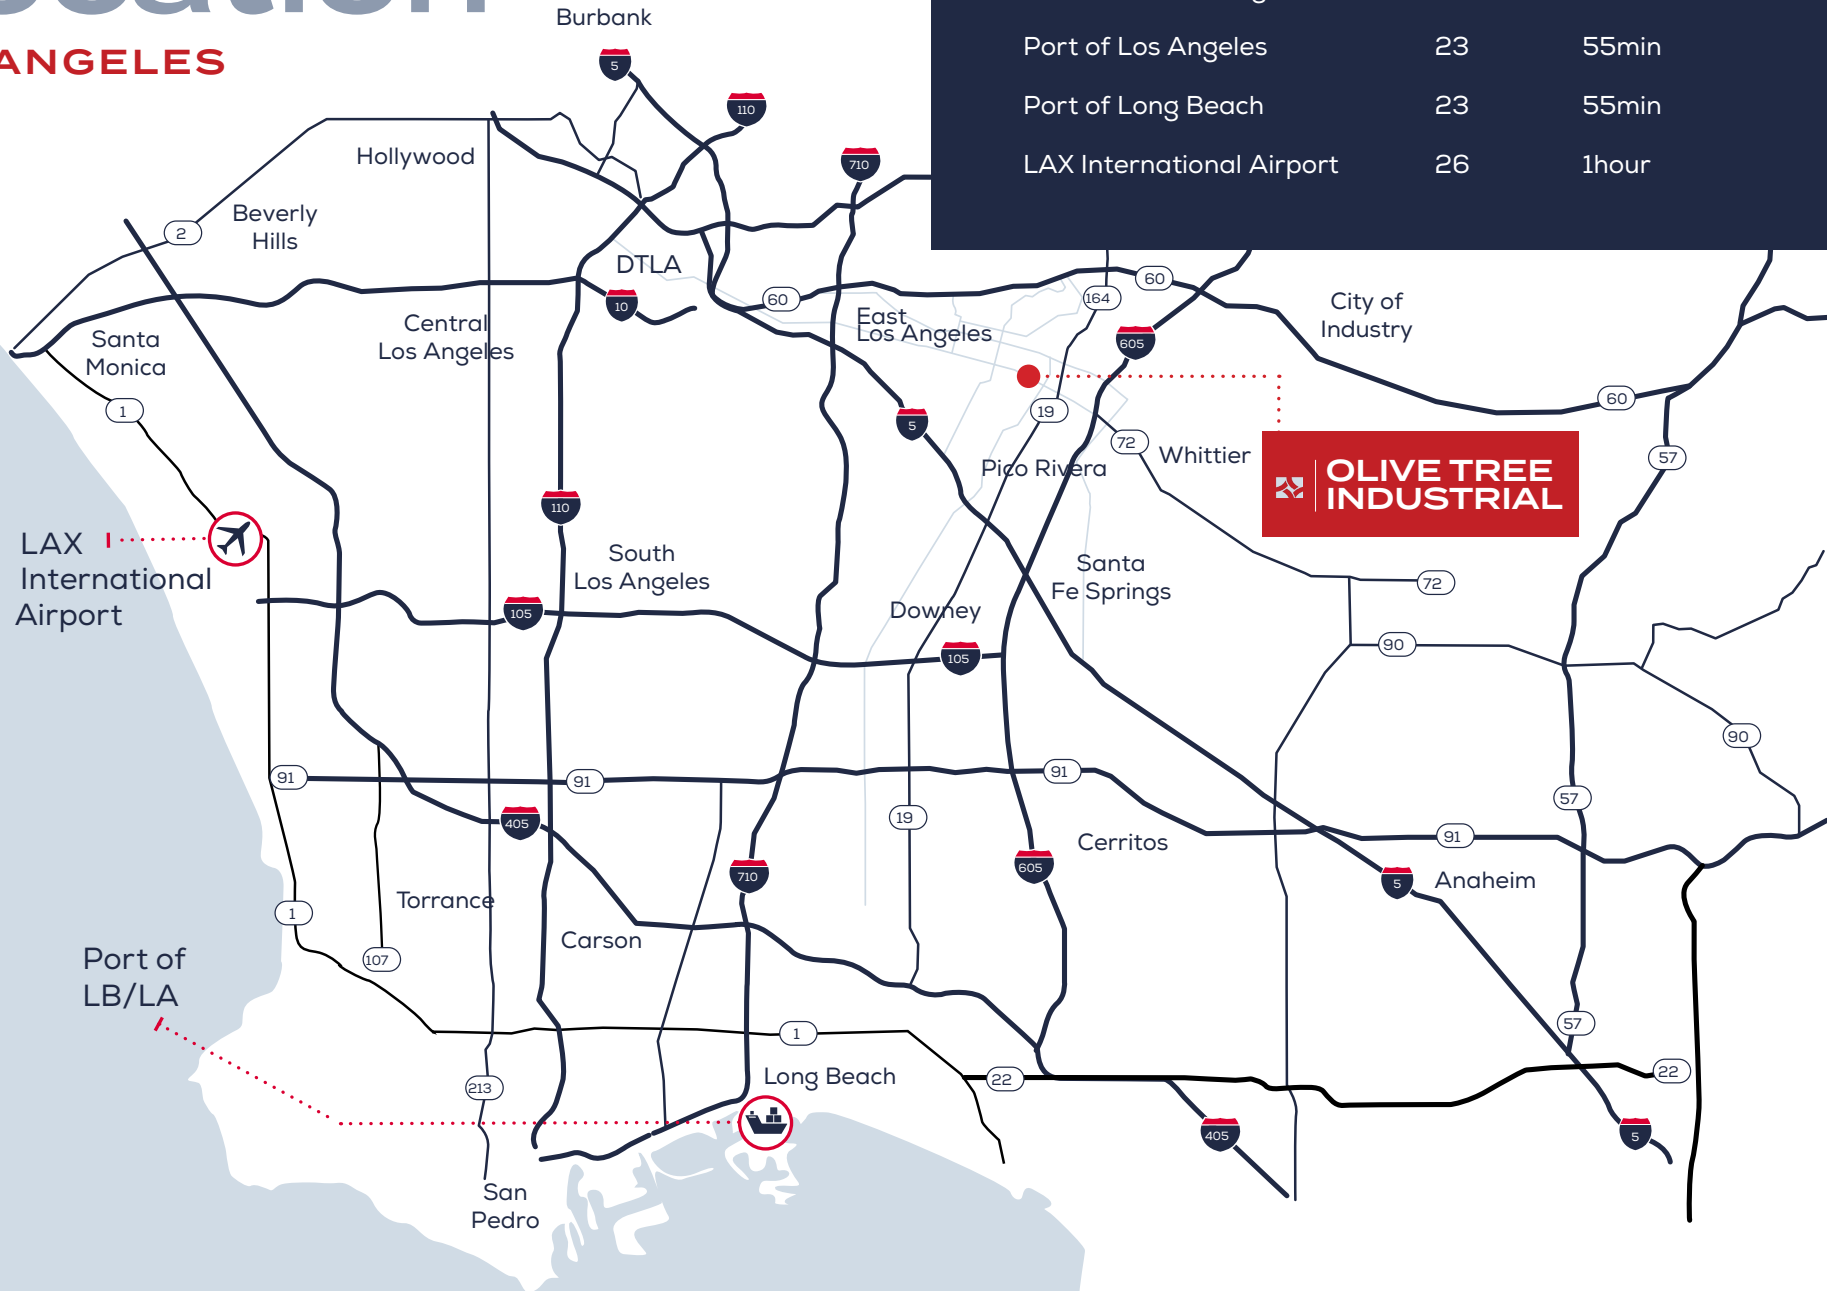 ANGELES
Port of Los Angeles 23 55min
Port of Long Beach 23 55min
LAX International Airport 26 1hour
Burbank
5
110
710
Hollywood
Beverly
Hills
2
DTLA
10
60
164
60
City of
Industry
East
Los Angeles
605
Central
Los Angeles
Santa
Monica
1
19
5
72
60
Whittier
57
Pico Rivera
OLIVE TREE
INDUSTRIAL
110
LAX
International
Airport
South
Los Angeles
Santa
Fe Springs
72
Downey
105
105
90
90
91
91
91
57
19
405
91
Cerritos
710
605
5
Anaheim
Torrance
1
Carson
107
Port of
LB/LA
1
57
22
22
Long Beach
213
405
5
San
Pedro